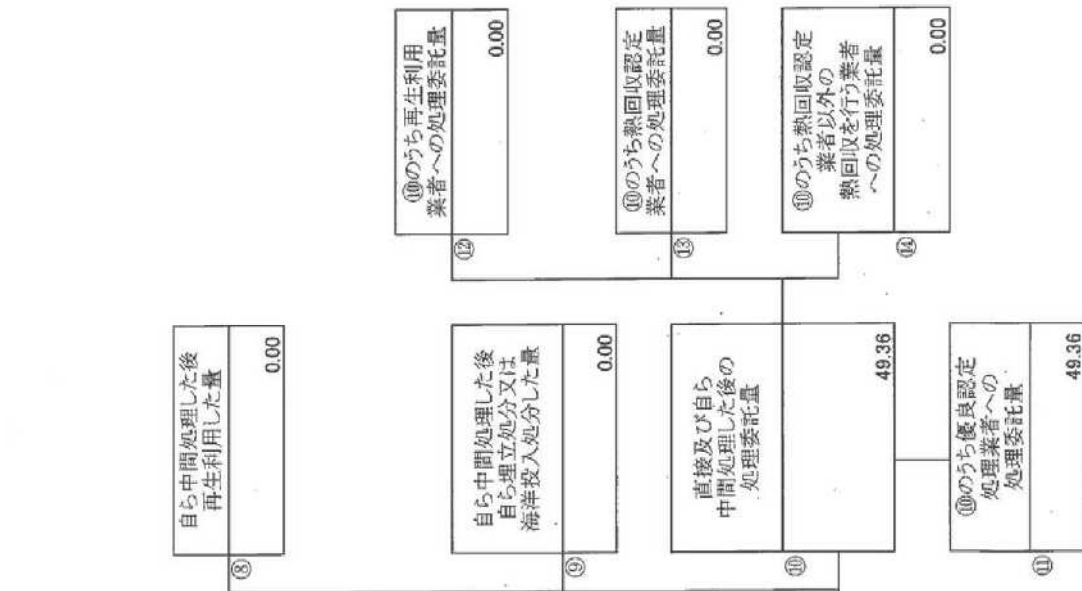 ⑧
自ら中間処理した後
再生利用した量
0.00
⑨
自ら中間処理した後
自ら埋立処分又は
海洋投入処分した量
0.00
⑩
直接及び自ら
中間処理した後の
処理委託量
49.36
⑪
⑩のうち優良認定
処理業者への
処理委託量
49.36
⑫
⑩のうち再生利用
業者への処理委託量
0.00
⑬
⑩のうち熱回収認定
業者への処理委託量
0.00
⑭
⑩のうち熱回収認定
業者以外の
熱回収を行う業者
への処理委託量
0.00